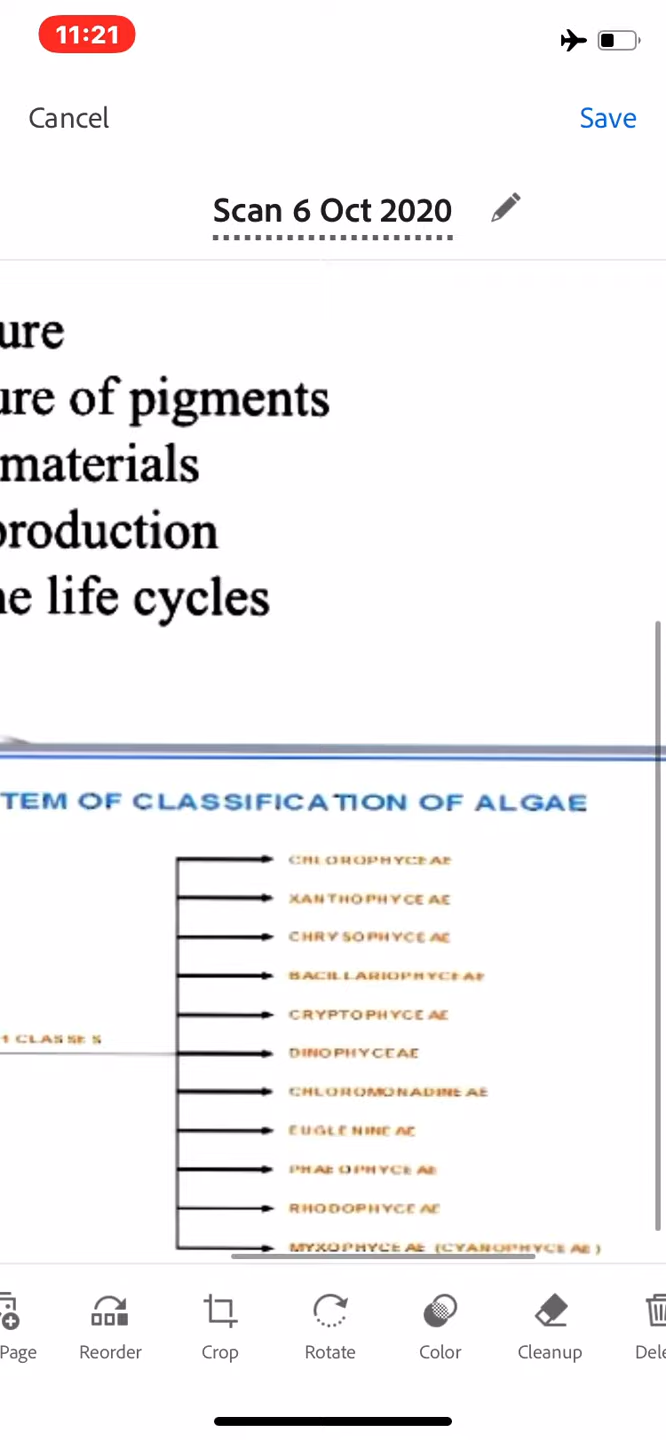 11:21
Cancel
Save
Scan 6 Oct 2020
ure
ure of pigments
materials
production
ne life cycles
TEM OF CLASSIFICATION OF ALGAE
CHLOROPHYCEAE
XANTHOPHYCEAE
CHRYSOPHYCEAE
BACILLARIOPHYCEAE
CRYPTOPHYCEAE
1 CLASSES
DINOPHYCEAE
CHLOROMONADINEAE
EUGLENINEAE
PHAEOPHYCEAE
RHODOPHYCEAE
MYXOPHYCEAE (CYANOPHYCEAE)
Page
Reorder
Crop
Rotate
Color
Cleanup
Dele